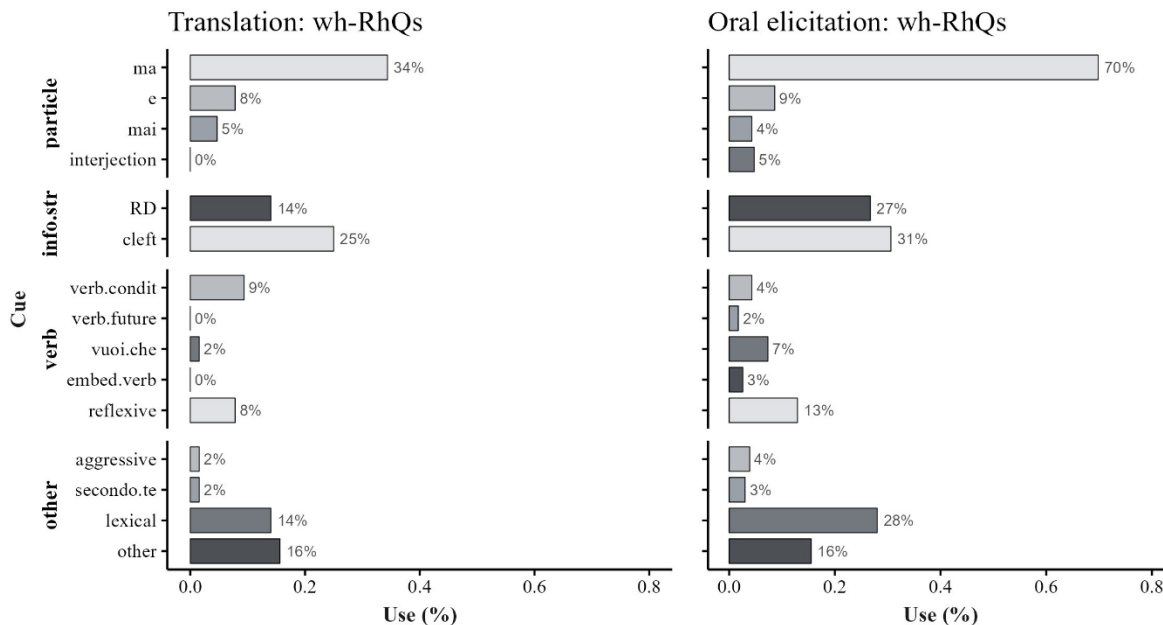 Translation: wh-RhQs
Oral elicitation: wh-RhQs
Cue
particle
ma 34% 70%
e 8% 9%
mai 5% 4%
interjection 0% 5%
info.str
RD 14% 27%
cleft 25% 31%
verb
verb.condit 9% 4%
verb.future 0% 2%
vuoi.che 2% 7%
embed.verb 0% 3%
reflexive 8% 13%
other
aggressive 2% 4%
secondo.te 2% 3%
lexical 14% 28%
other 16% 16%
0.0 0.2 0.4 0.6 0.8
0.0 0.2 0.4 0.6 0.8
Use (%)
Use (%)